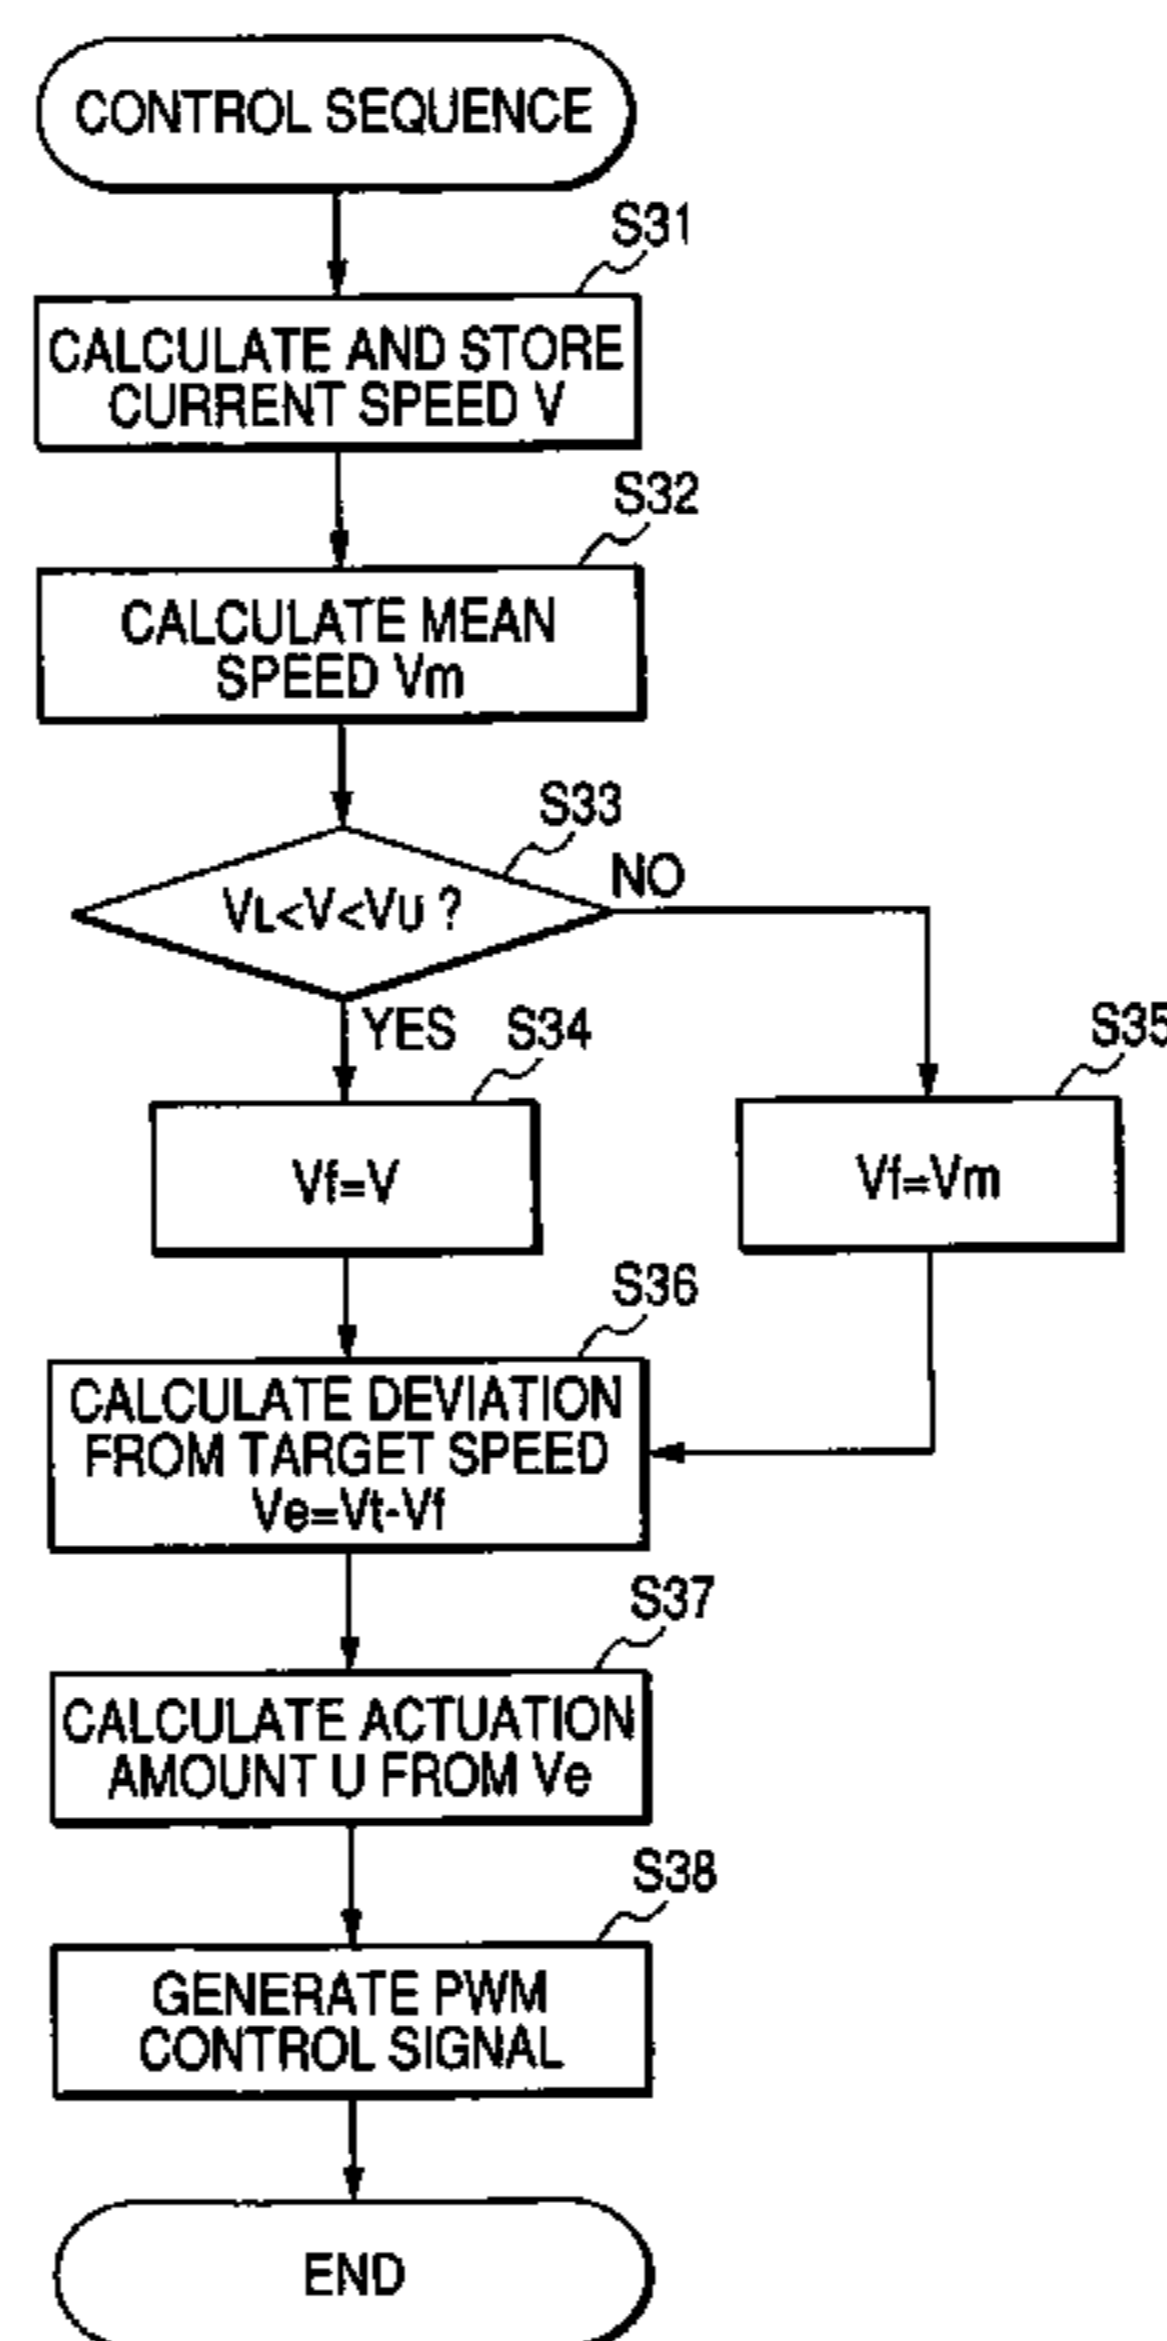 CONTROL SEQUENCE
S31
CALCULATE AND STORE
CURRENT SPEED V
S32
CALCULATE MEAN
SPEED Vm
S33
VL<V<VU ?
NO
YES
S34
S35
Vf=V
Vf=Vm
S36
CALCULATE DEVIATION
FROM TARGET SPEED
Ve=Vt-Vf
S37
CALCULATE ACTUATION
AMOUNT U FROM Ve
S38
GENERATE PWM
CONTROL SIGNAL
END